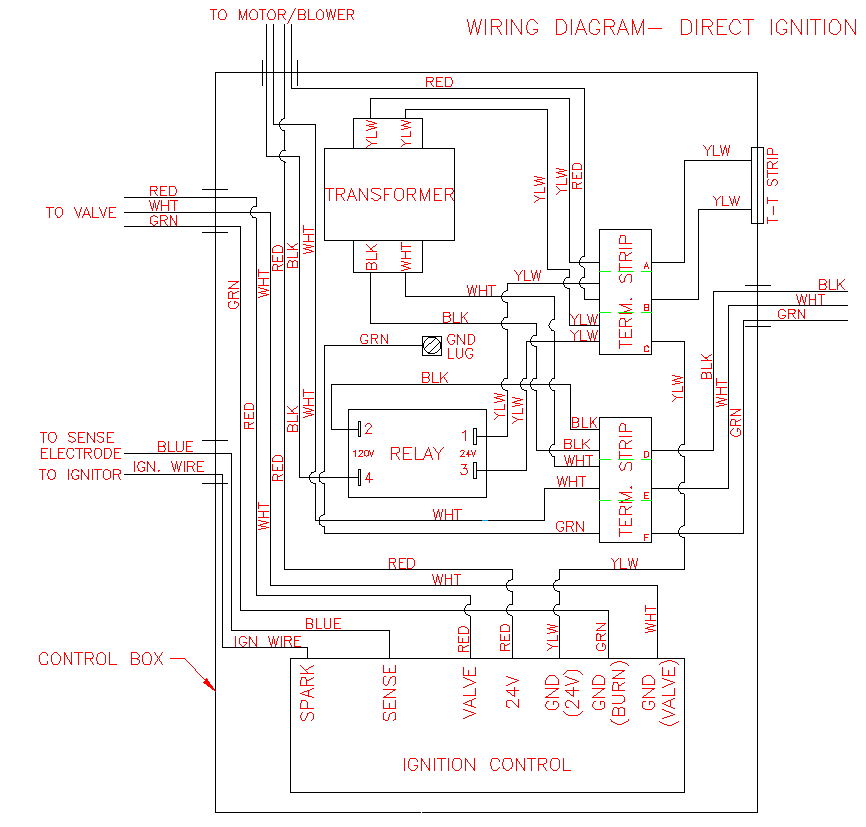 TO MOTOR/BLOWER
WIRING DIAGRAM— DIRECT IGNITION
RED
YLW
YLW
YLW
YLW
RED
YLW
T-T STRIP
TRANSFORMER
YLW
RED
WHT
GRN
TO VALVE
BLK
WHT
WHT
RED
BLK
WHT
GRN
TERM. STRIP
A
B
C
YLW
WHT
BLK
YLW
YLW
GRN
GND
LUG
BLK
WHT
GRN
BLK
YLW
YLW
YLW
BLK
WHT
GRN
RED
BLK
WHT
2
4
120V
RELAY
1
3
24V
BLK
BLK
WHT
WHT
GRN
TERM. STRIP
D
E
F
TO SENSE
ELECTRODE
BLUE
TO IGNITOR
IGN. WIRE
RED
WHT
WHT
RED
YLW
WHT
BLUE
IGN WIRE
RED
RED
YLW
GRN
WHT
CONTROL BOX
SPARK
SENSE
VALVE
24V
GND
(24V)
GND
(BURN)
GND
(VALVE)
IGNITION CONTROL